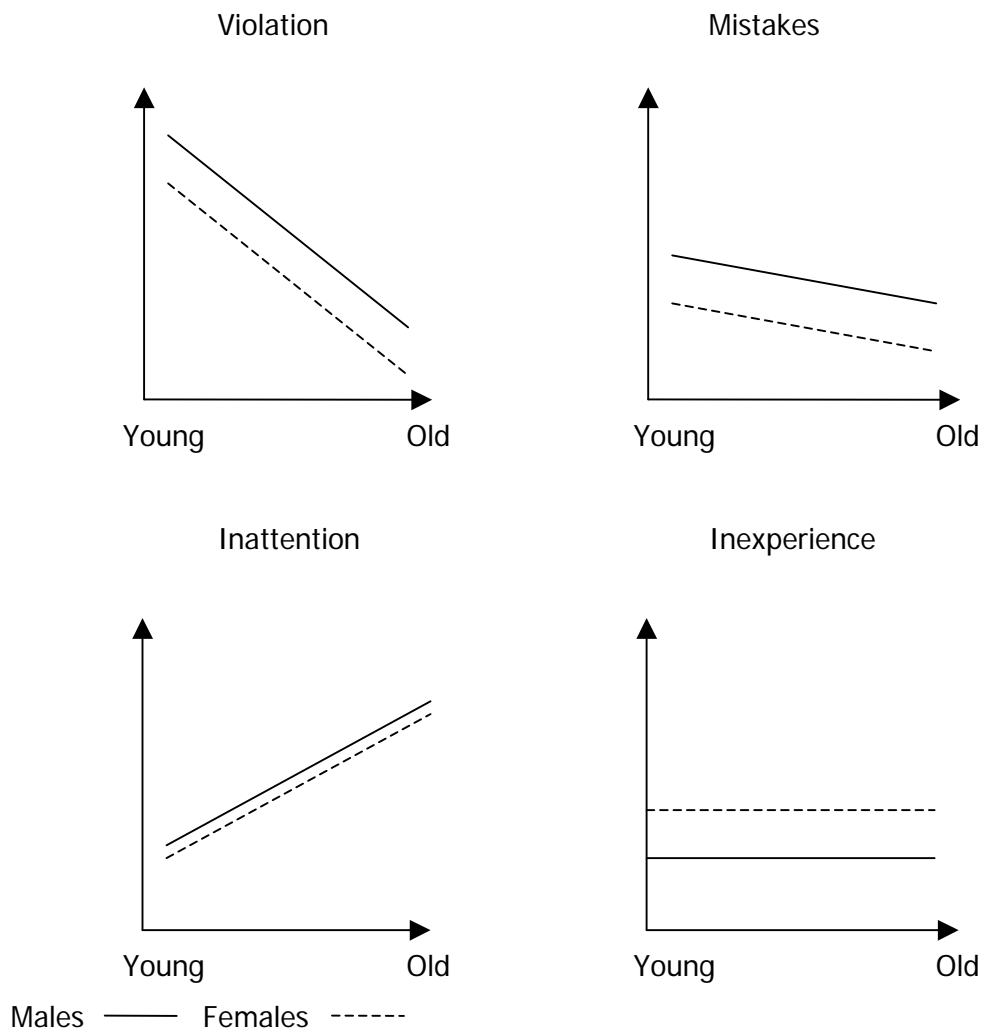 Violation
Mistakes
Young
Old
Young
Old
Inattention
Inexperience
Young
Old
Young
Old
Males
Females